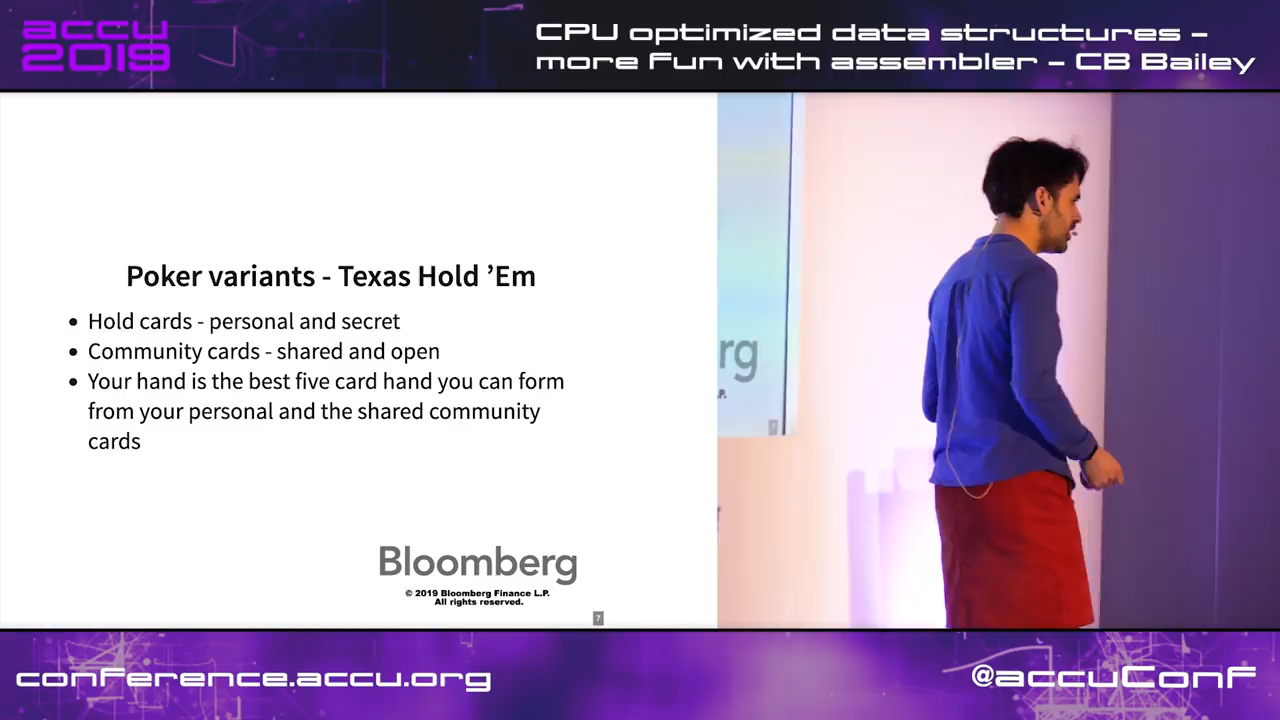 accu
2019
CPU optimized data structures –
more Fun with assembler – CB Bailey
Poker variants - Texas Hold ’Em
• Hold cards - personal and secret
• Community cards - shared and open
• Your hand is the best five card hand you can form
from your personal and the shared community
cards
Bloomberg
© 2019 Bloomberg Finance L.P.
All rights reserved.
7
rg
.P.
7
conference.accu.org
@accuConf